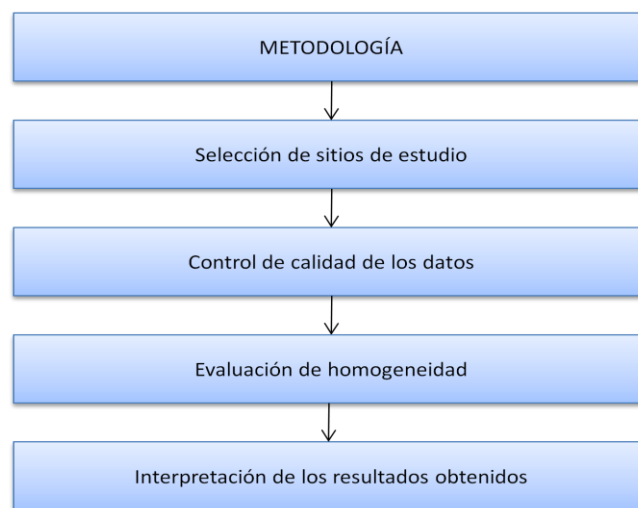 METODOLOGÍA
Selección de sitios de estudio
Control de calidad de los datos
Evaluación de homogeneidad
Interpretación de los resultados obtenidos